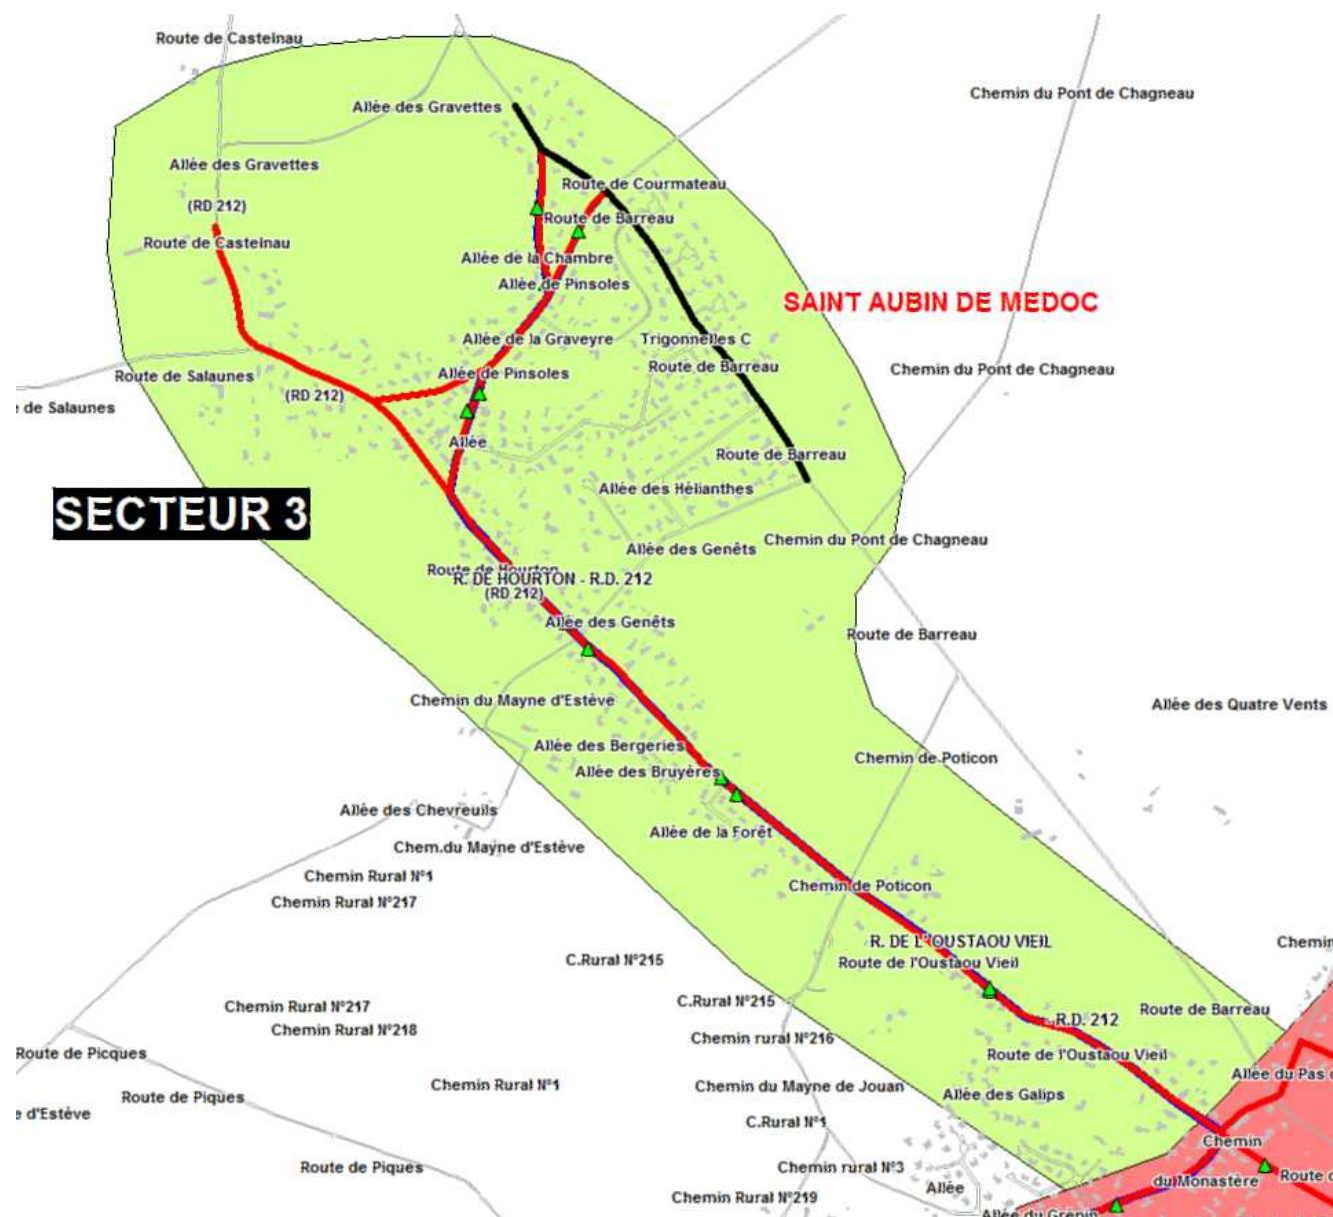 Route de Castelnau
Chemin du Pont de Chagneau
Allée des Gravettes
Allée des Gravettes
Route de Courmateau
(RD 212)
Route de Barreau
Route de Castelnau
Allée de la Chambre
Allée de Pinsoles
SAINT AUBIN DE MEDOC
Allée de la Graveyre
Trigonnelles C
Route de Barreau
Chemin du Pont de Chagneau
Route de Salaunes
Allée de Pinsoles
(RD 212)
e de Salaunes
Allée
Route de Barreau
Allée des Hélianthes
SECTEUR 3
Chemin du Pont de Chagneau
Allée des Genêts
Route de Hourton
R. DE HOURTON - R.D. 212
(RD 212)
Allée des Genêts
Route de Barreau
Chemin du Mayne d'Estève
Allée des Quatre Vents
Allée des Bergeries
Chemin de Poticon
Allée des Bruyères
Allée des Chevreuils
Allée de la Forêt
Chem.du Mayne d'Estève
Chemin Rural N°1
Chemin de Poticon
Chemin Rural N°217
R. DE L'OUSTAOU VIEIL
Chemin
C.Rural N°215
Route de l'Oustaou Vieil
C.Rural N°215
Chemin Rural N°217
Route de Barreau
R.D. 212
Chemin Rural N°218
Chemin rural N°216
Route de Picques
Route de l'Oustaou Vieil
Allée du Pas
Chemin Rural N°1
Chemin du Mayne de Jouan
Allée des Galips
Route de Piques
e d'Estève
C.Rural N°1
Chemin
Route de Piques
Chemin rural N°3
du Monastère
Route
Allée
Chemin Rural N°219
Allée du Grépin